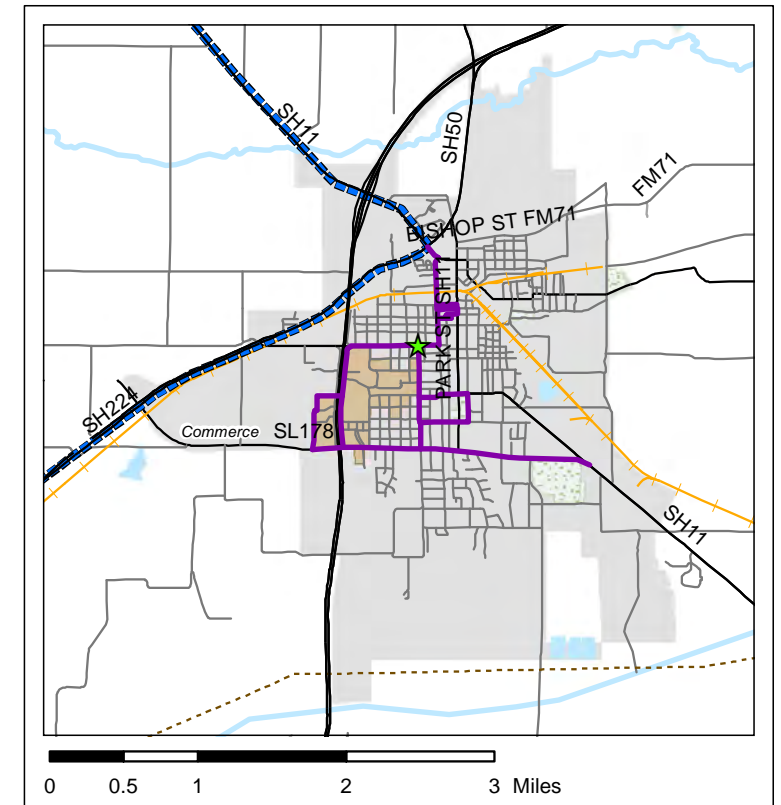 SH11
SH50
FM71
BISHOP ST FM71
PARK ST SH11
SH224
Commerce
SL178
SH11
0 0.5 1 2 3 Miles